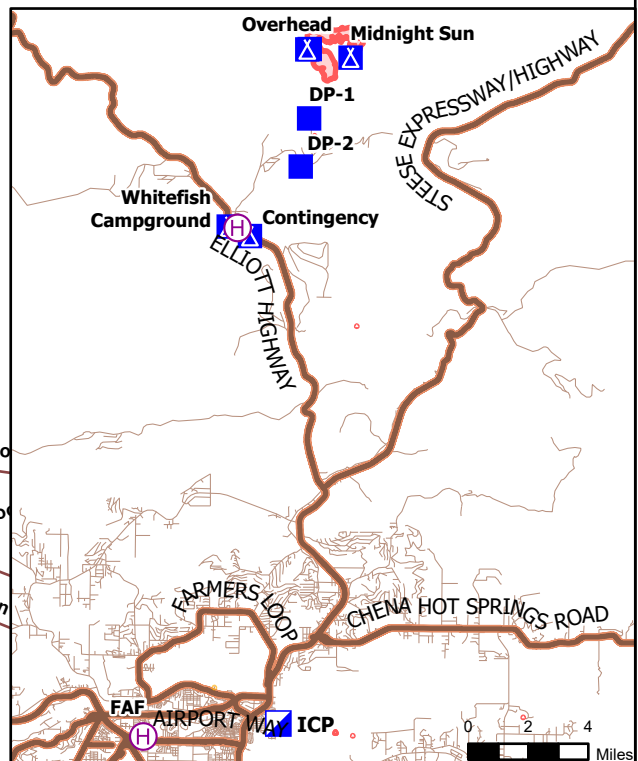 Overhead
Midnight Sun
DP-1
DP-2
STEESE EXPRESSWAY/HIGHWAY
Whitefish
Campground
H
Contingency
ELLIOTT HIGHWAY
FARMERS LOOP
CHENA HOT SPRINGS ROAD
FAF
H
AIRPORT WAY
ICP
0 2 4
Miles